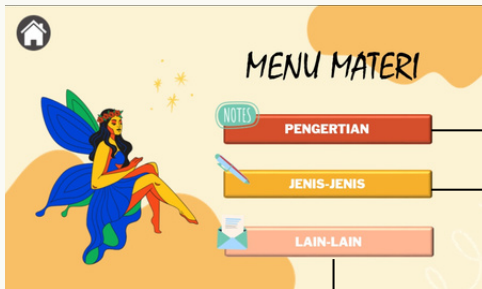 MENU MATERI
NOTES
PENGERTIAN
JENIS-JENIS
LAIN-LAIN